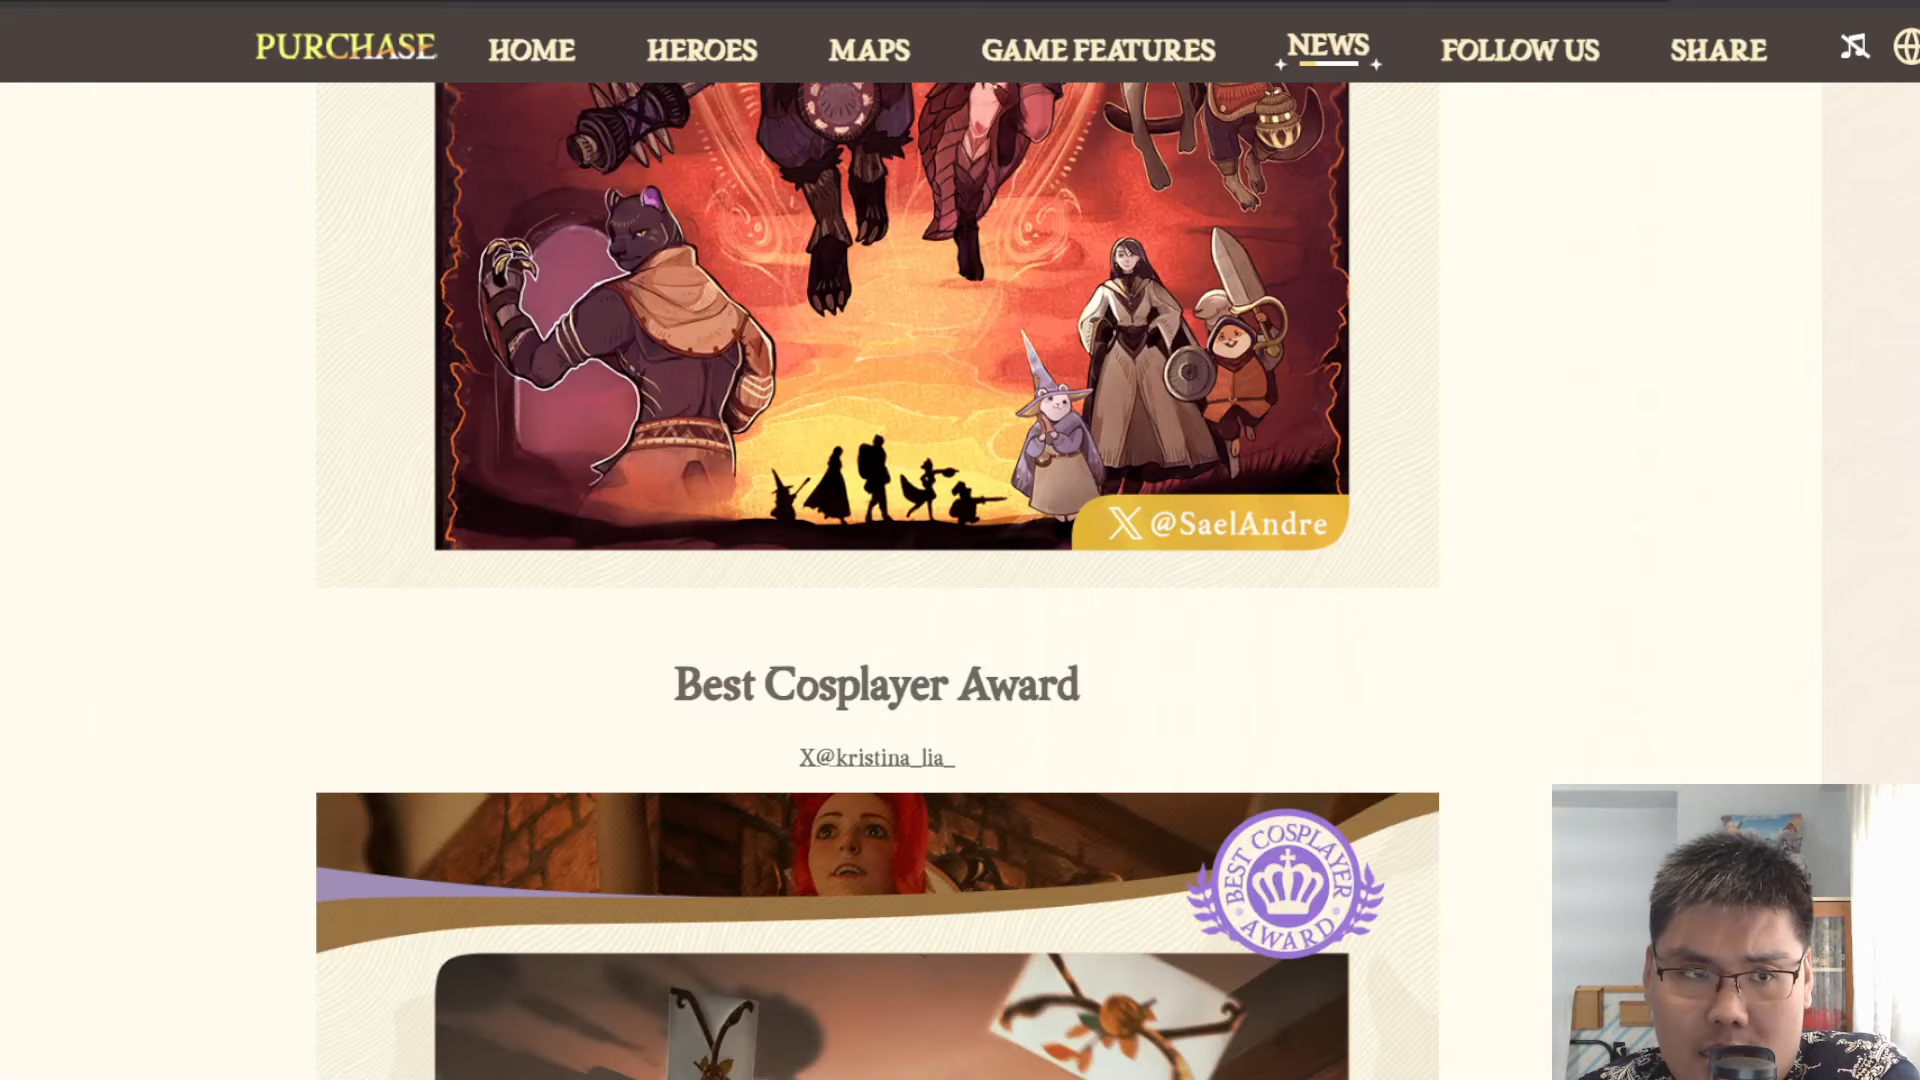 PURCHASE
HOME
HEROES
MAPS
GAME FEATURES
NEWS
FOLLOW US
SHARE
X @SaelAndre
Best Cosplayer Award
X@kristina_lia_
BEST COSPLAYER
AWARD